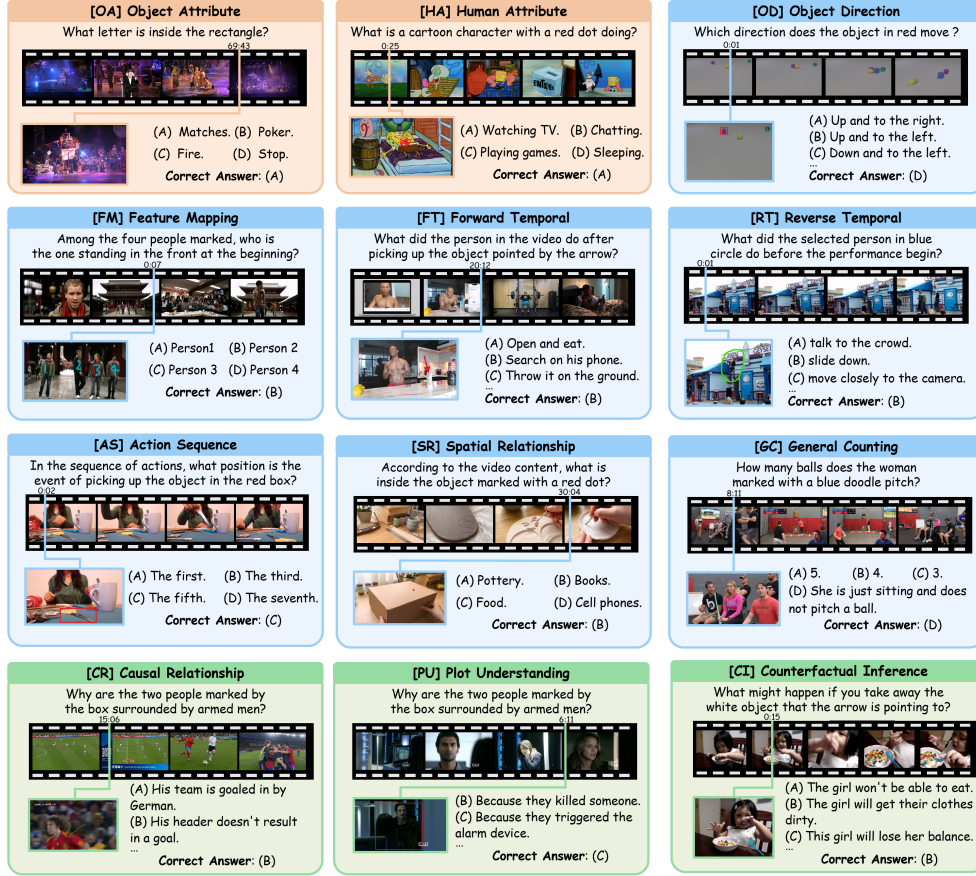 [OA] Object Attribute
What letter is inside the rectangle?
69:43
(A) Matches. (B) Poker.
(C) Fire. (D) Stop.
Correct Answer: (A)
[HA] Human Attribute
What is a cartoon character with a red dot doing?
0:25
(A) Watching TV. (B) Chatting.
(C) Playing games. (D) Sleeping.
Correct Answer: (A)
[OD] Object Direction
Which direction does the object in red move ?
0:01
(A) Up and to the right.
(B) Up and to the left.
(C) Down and to the left.
...
Correct Answer: (D)
[FM] Feature Mapping
Among the four people marked, who is
the one standing in the front at the beginning?
0:07
(A) Person1 (B) Person 2
(C) Person 3 (D) Person 4
Correct Answer: (B)
[FT] Forward Temporal
What did the person in the video do after
picking up the object pointed by the arrow?
20:12
(A) Open and eat.
(B) Search on his phone.
(C) Throw it on the ground.
...
Correct Answer: (B)
[RT] Reverse Temporal
What did the selected person in blue
circle do before the performance begin?
0:01
(A) talk to the crowd.
(B) slide down.
(C) move closely to the camera.
...
Correct Answer: (B)
[AS] Action Sequence
In the sequence of actions, what position is the
event of picking up the object in the red box?
0:02
(A) The first. (B) The third.
(C) The fifth. (D) The seventh.
Correct Answer: (C)
[SR] Spatial Relationship
According to the video content, what is
inside the object marked with a red dot?
30:04
(A) Pottery. (B) Books.
(C) Food. (D) Cell phones.
Correct Answer: (B)
[GC] General Counting
How many balls does the woman
marked with a blue doodle pitch?
8:11
(A) 5. (B) 4. (C) 3.
(D) She is just sitting and does
not pitch a ball.
Correct Answer: (D)
[CR] Causal Relationship
Why are the two people marked by
the box surrounded by armed men?
15:06
(A) His team is goaled in by
German.
(B) His header doesn't result
in a goal.
...
Correct Answer: (B)
[PU] Plot Understanding
Why are the two people marked by
the box surrounded by armed men?
6:11
(B) Because they killed someone.
(C) Because they triggered the
alarm device.
...
Correct Answer: (C)
[CI] Counterfactual Inference
What might happen if you take away the
white object that the arrow is pointing to?
0:15
(A) The girl won't be able to eat.
(B) The girl will get their clothes
dirty.
(C) This girl will lose her balance.
...
Correct Answer: (B)